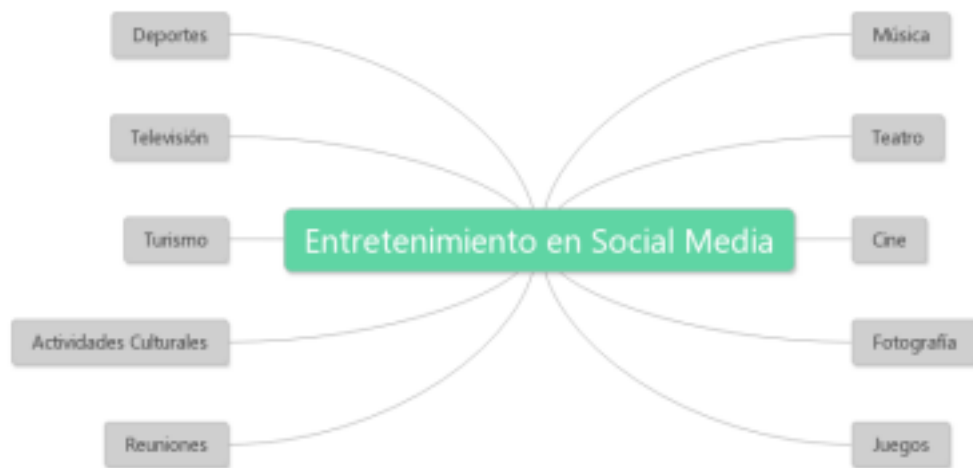 Deportes
Música
Televisión
Teatro
Turismo
Entretenimiento en Social Media
Cine
Actividades Culturales
Fotografía
Reuniones
Juegos